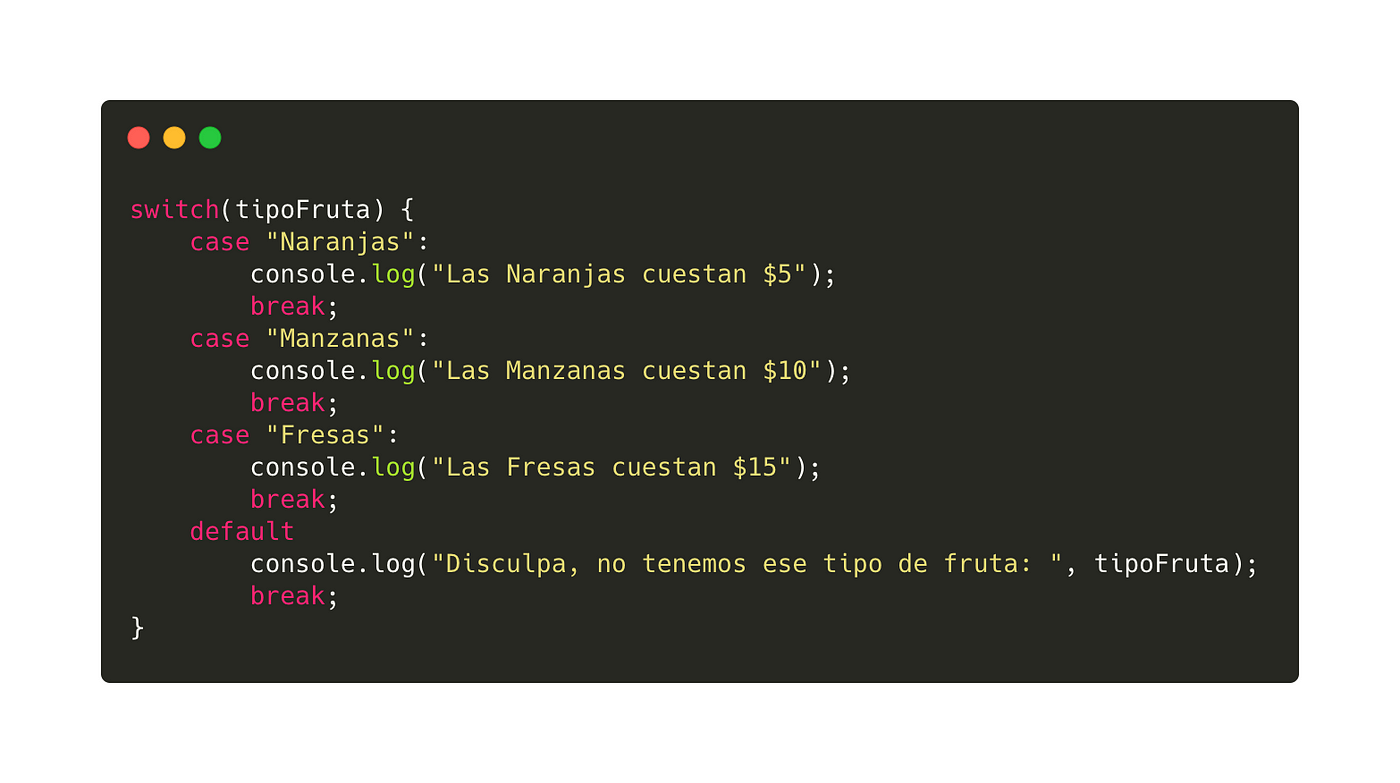 switch(tipoFruta) {
    case "Naranjas":
        console.log("Las Naranjas cuestan $5");
        break;
    case "Manzanas":
        console.log("Las Manzanas cuestan $10");
        break;
    case "Fresas":
        console.log("Las Fresas cuestan $15");
        break;
    default
        console.log("Disculpa, no tenemos ese tipo de fruta: ", tipoFruta);
        break;
}